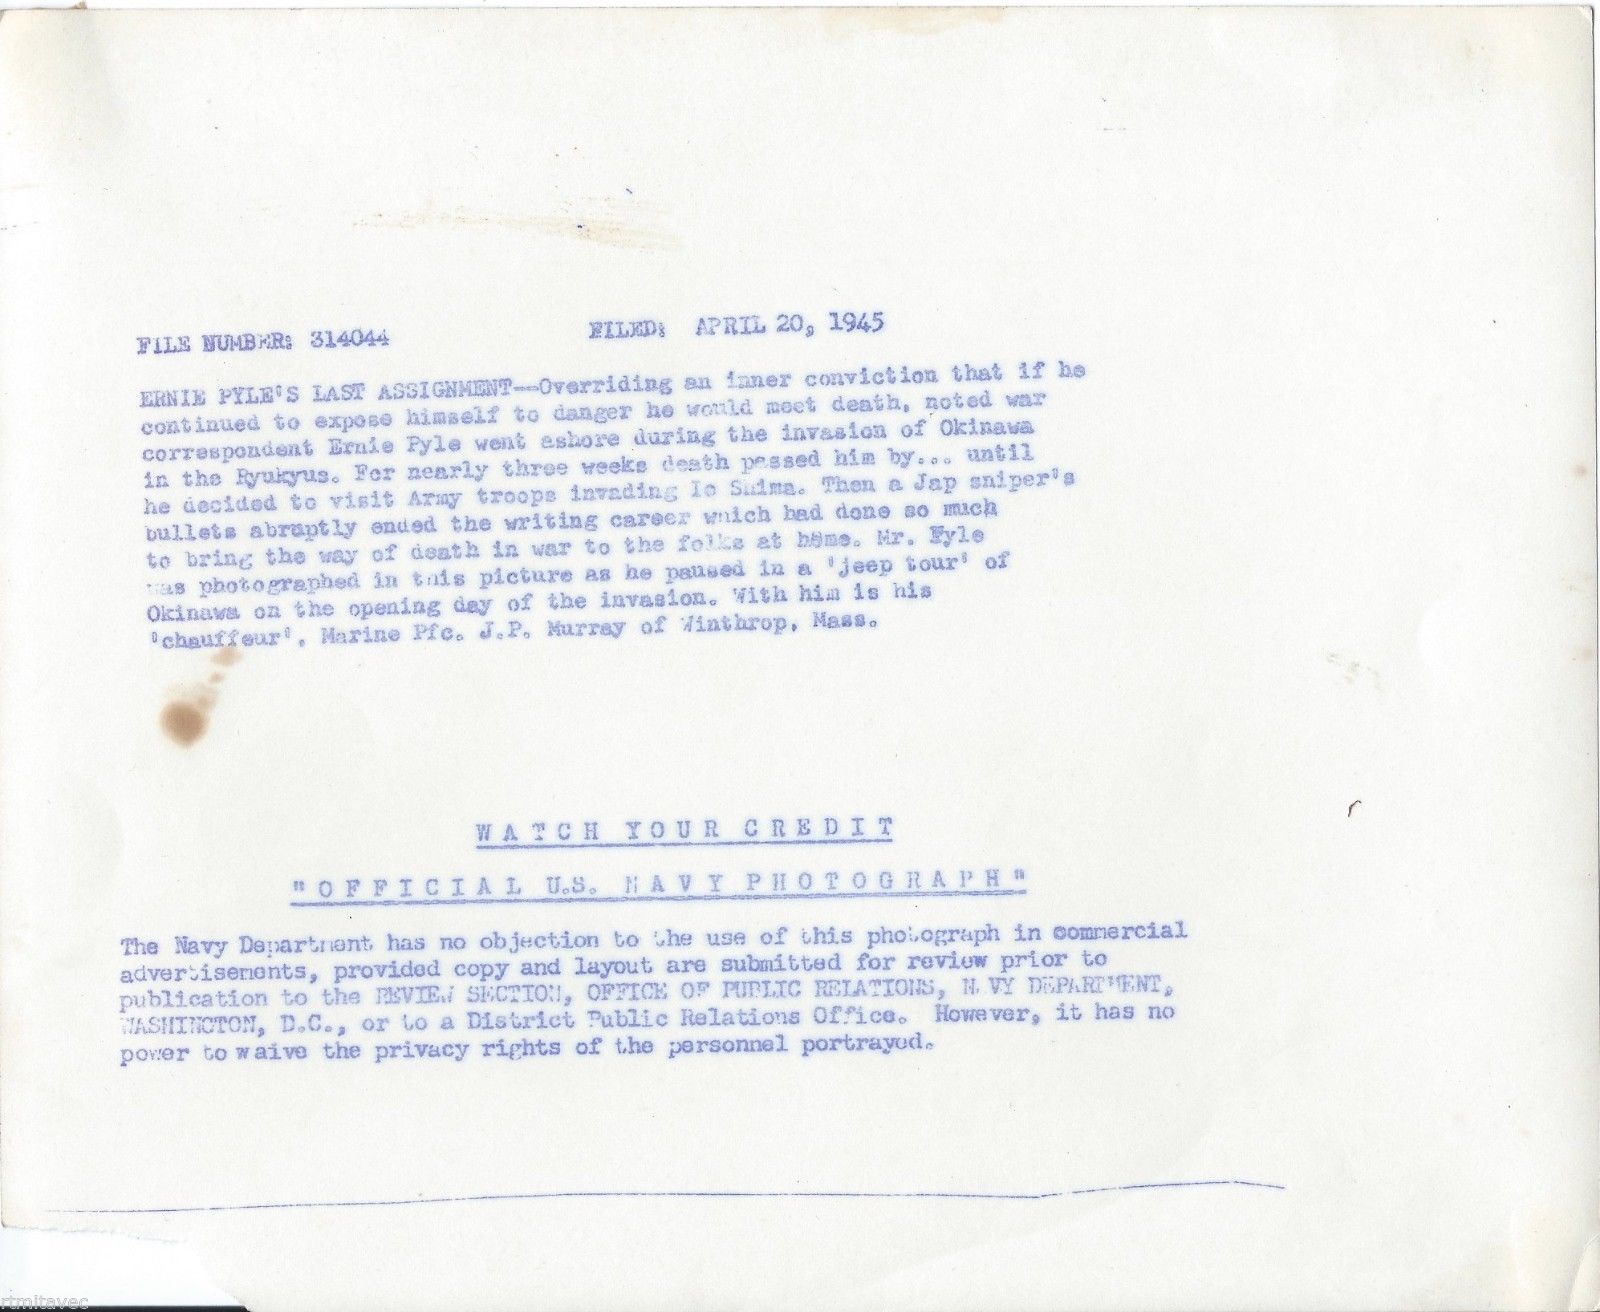 FILE NUMBER: 314044 FILED: APRIL 20, 1945
ERNIE PYLE'S LAST ASSIGNMENT--Overriding an inner conviction that if he
continued to expose himself to danger he would meet death, noted war
correspondent Ernie Pyle went ashore during the invasion of Okinawa
in the Ryukyus. For nearly three weeks death passed him by... until
he decided to visit Army troops invading Ie Shima. Then a Jap sniper's
bullets abruptly ended the writing career which had done so much
to bring the way of death in war to the folks at home. Mr. Pyle
was photographed in this picture as he paused in a 'jeep tour' of
Okinawa on the opening day of the invasion. With him is his
'chauffeur', Marine Pfc. J.P. Murray of Winthrop, Mass.
WATCH YOUR CREDIT
"OFFICIAL U.S. NAVY PHOTOGRAPH"
The Navy Department has no objection to the use of this photograph in commercial
advertisements, provided copy and layout are submitted for review prior to
publication to the REVIEW SECTION, OFFICE OF PUBLIC RELATIONS, NAVY DEPARTMENT,
WASHINGTON, D.C., or to a District Public Relations Office. However, it has no
power to waive the privacy rights of the personnel portrayed.
rtmitavec